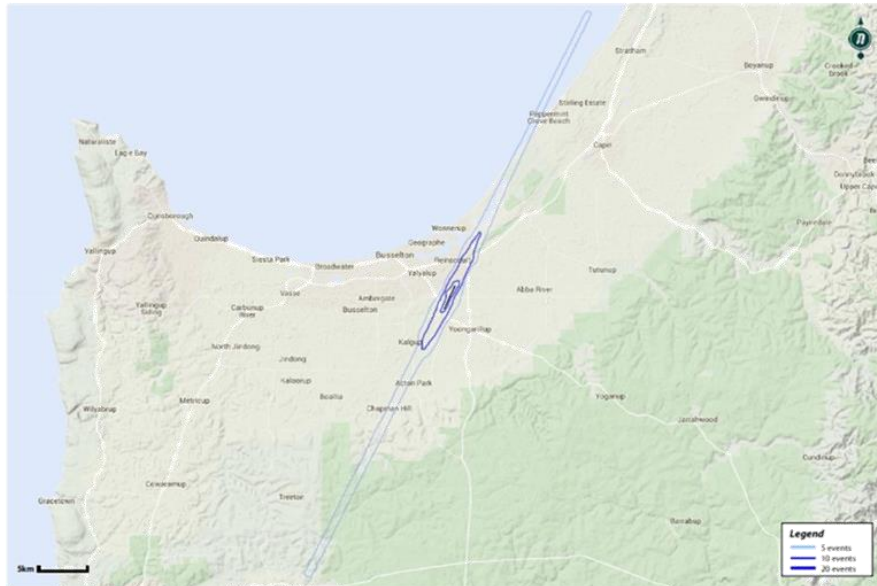 Stratham
Boyanup
Crooked
Brook
Gwindinup
Stirling Estate
Peppermint
Grove Beach
Naturaliste
Eagle Bay
Capel
Donnybrook
Upper Cape
Dunsborough
Quindalup
Wonnerup
Paynedale
Yallingup
Geographe
Siesta Park
Busselton
Reinscourt
Broadwater
Yalyalup
Tutunup
Vasse
Ambergate
Abba River
Yallingup
Siding
Carbunup
River
Busselton
Yoongarillup
North Jindong
Kalgup
Jindong
Kaloorup
Acton Park
Boallia
Yoganup
Metricup
Wilyabrup
Chapman Hill
Jarrahwood
Cundinup
Cowaramup
Gracetown
Treeton
Barrabup
Legend
5 events
10 events
20 events
5km